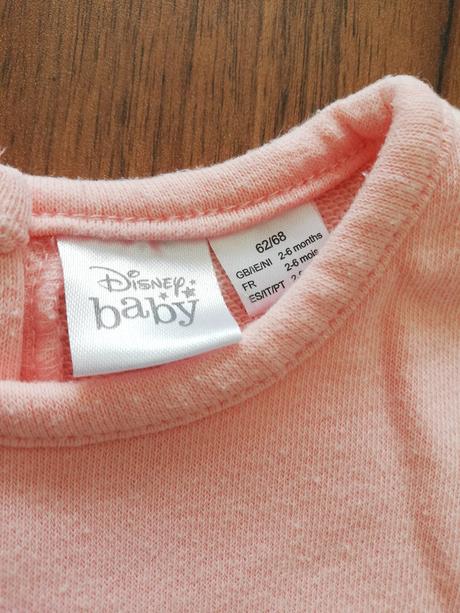 Disney
baby
62/68
GB/IE/NI 2-6 months
FR 2-6 mois
ES/IT/PT